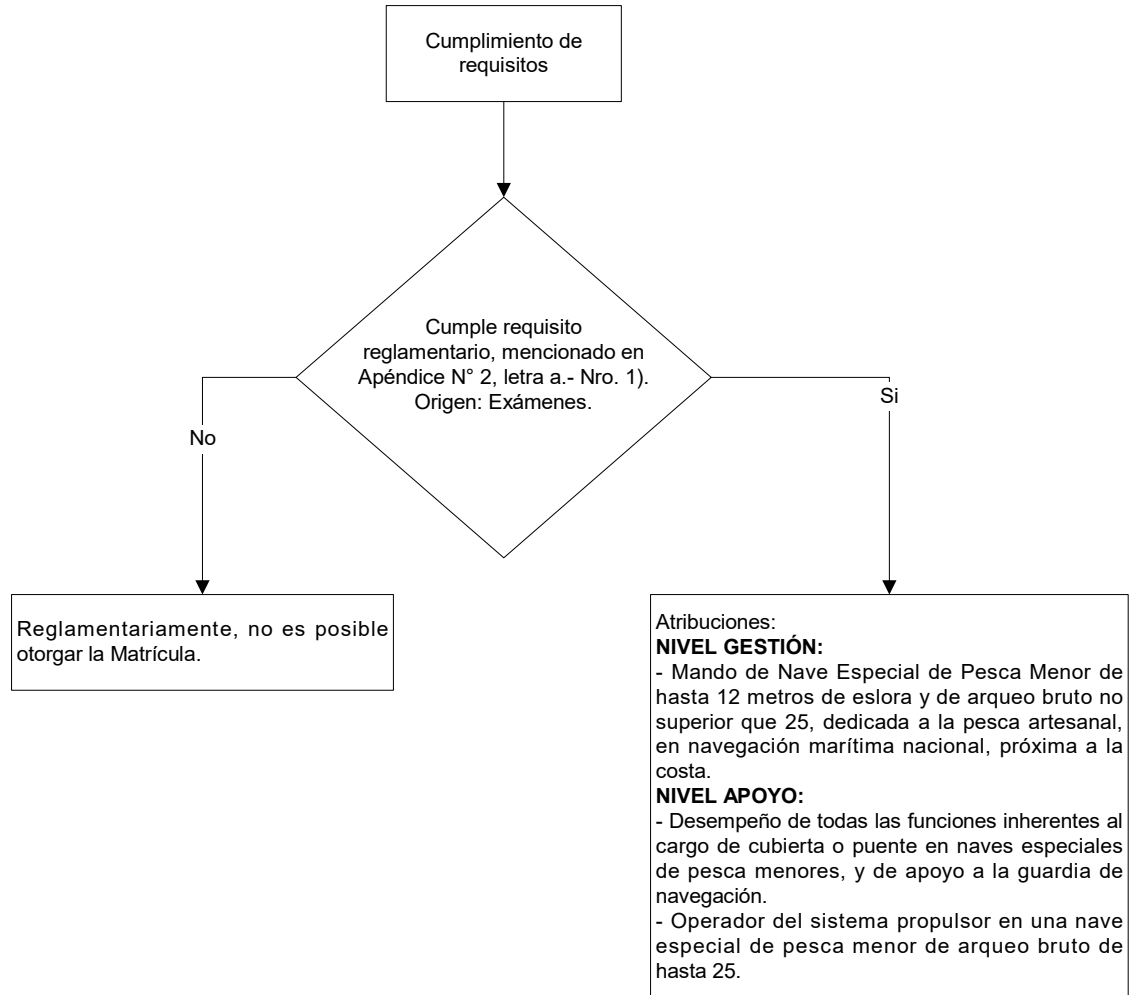 Cumplimiento de
requisitos
Cumple requisito
reglamentario, mencionado en
Apéndice N° 2, letra a.- Nro. 1).
Origen: Exámenes.
No
Si
Reglamentariamente, no es posible
otorgar la Matrícula.
Atribuciones:
NIVEL GESTIÓN:
- Mando de Nave Especial de Pesca Menor de
hasta 12 metros de eslora y de arqueo bruto no
superior que 25, dedicada a la pesca artesanal,
en navegación marítima nacional, próxima a la
costa.
NIVEL APOYO:
- Desempeño de todas las funciones inherentes al
cargo de cubierta o puente en naves especiales
de pesca menores, y de apoyo a la guardia de
navegación.
- Operador del sistema propulsor en una nave
especial de pesca menor de arqueo bruto de
hasta 25.